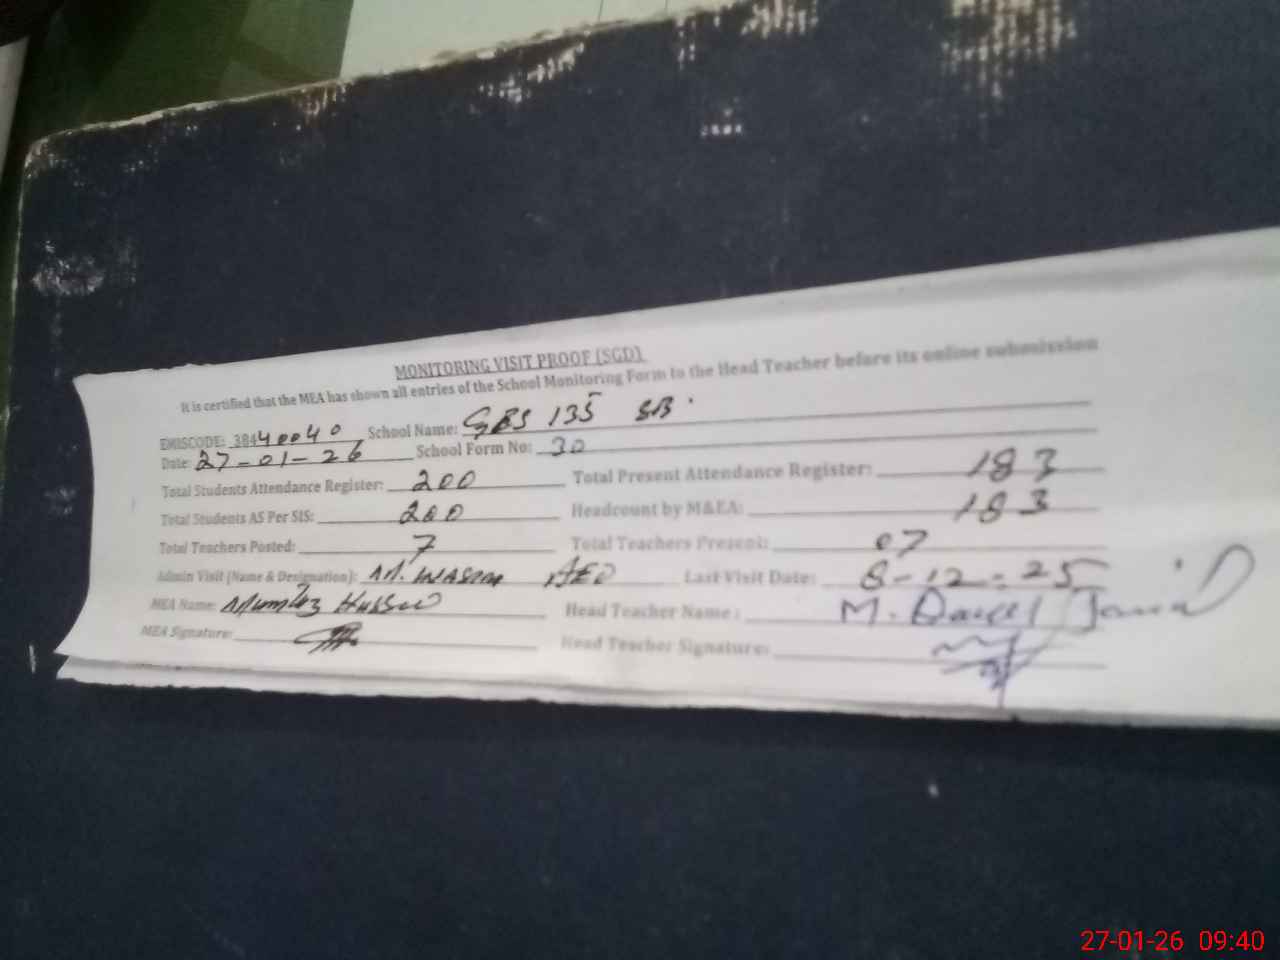 MONITORING VISIT PROOF (SGD)
It is certified that the MEA has shown all entries of the School Monitoring Form to the Head Teacher before its online submission
EMISCODE: 38440040 School Name: GES 135 SB.
Date: 27-01-26 School Form No: 30
Total Students Attendance Register: 200 Total Present Attendance Register: 183
Total Students AS Per SIS: 200 Headcount by M&EA: 183
Total Teachers Posted: 7 Total Teachers Present: 07
Admin Visit (Name & Designation): M. WASIM AEO Last Visit Date: 8-12-25
MEA Name: Mumtaz Hussain Head Teacher Name: M.
MEA Signature: Head Teacher Signature:
27-01-26 09:40